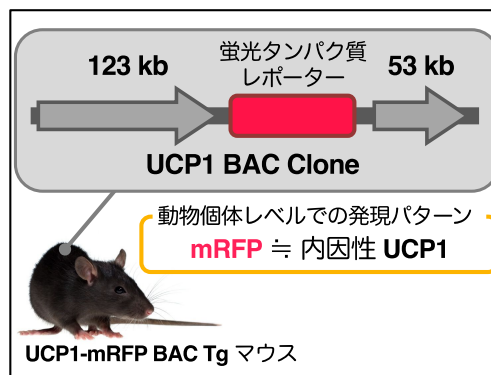 123 kb
蛍光タンパク質
レポーター
53 kb
UCP1 BAC Clone
動物個体レベルでの発現パターン
mRFP ≒ 内因性 UCP1
UCP1-mRFP BAC Tg マウス